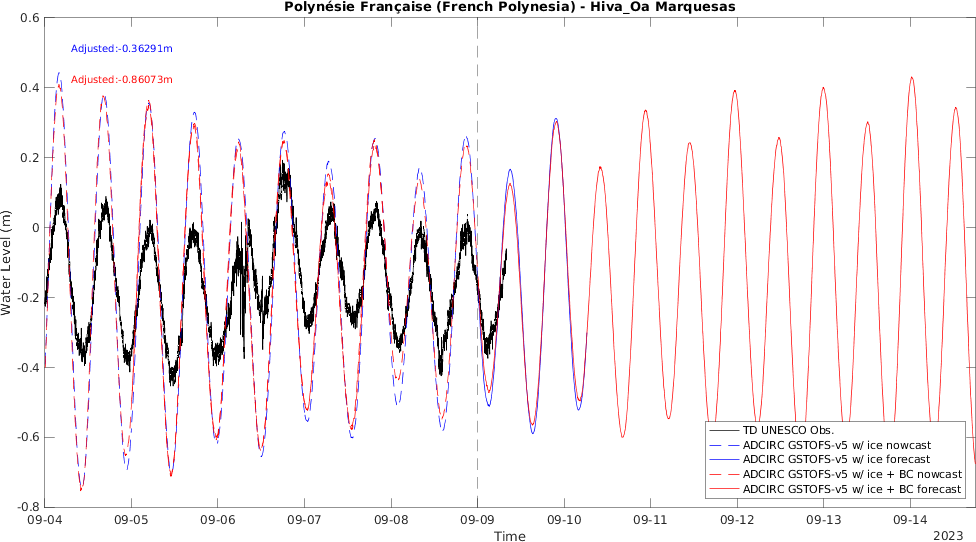 Polynésie Française (French Polynesia) - Hiva_Oa Marquesas
0.6
Adjusted:-0.36291m
Adjusted:-0.86073m
0.4
0.2
0
-0.2
-0.4
-0.6
-0.8
Water Level (m)
TD UNESCO Obs.
ADCIRC GSTOFS-v5 w/ ice nowcast
ADCIRC GSTOFS-v5 w/ ice forecast
ADCIRC GSTOFS-v5 w/ ice + BC nowcast
ADCIRC GSTOFS-v5 w/ ice + BC forecast
09-04 09-05 09-06 09-07 09-08 09-09 09-10 09-11 09-12 09-13 09-14
Time
2023